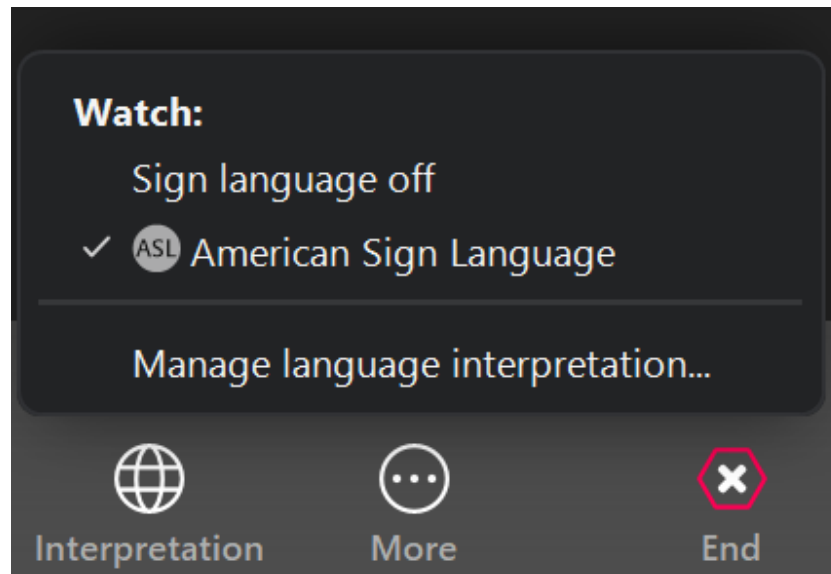 Watch:
Sign language off
ASL American Sign Language
Manage language interpretation...
Interpretation More End